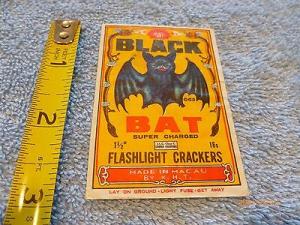 BLACK
663
BAT
SUPER CHARGED
1½" 16s
FLASHLIGHT CRACKERS
MADE IN MACAU
BY K.H.T.
LAY ON GROUND - LIGHT FUSE - GET AWAY
2
3